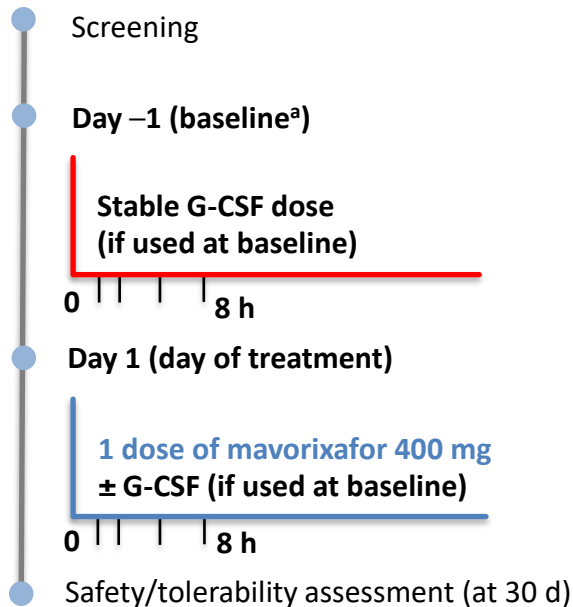 Screening
Day –1 (baselineᵃ)
Stable G-CSF dose
(if used at baseline)
0 8 h
Day 1 (day of treatment)
1 dose of mavorixafor 400 mg
± G-CSF (if used at baseline)
0 8 h
Safety/tolerability assessment (at 30 d)